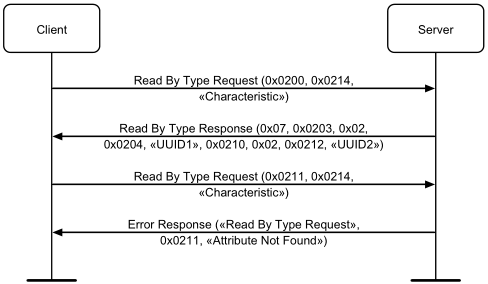 Client
Server
Read By Type Request (0x0200, 0x0214,
«Characteristic»)
Read By Type Response (0x07, 0x0203, 0x02,
0x0204, «UUID1», 0x0210, 0x02, 0x0212, «UUID2»)
Read By Type Request (0x0211, 0x0214,
«Characteristic»)
Error Response («Read By Type Request»,
0x0211, «Attribute Not Found»)